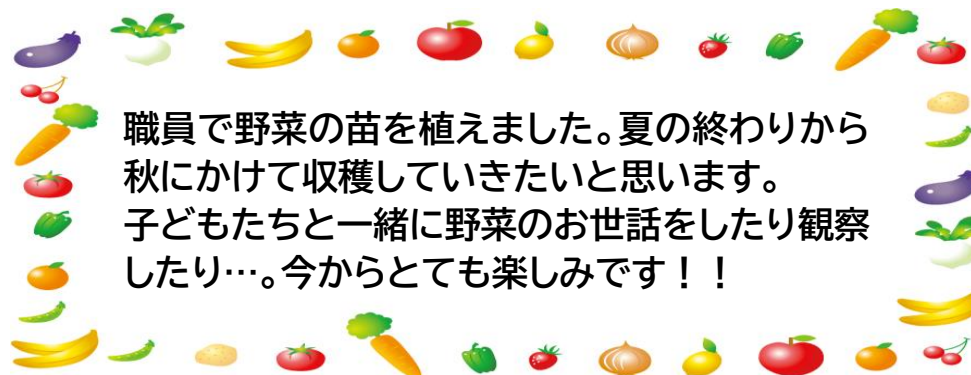 職員で野菜の苗を植えました。夏の終わりから
秋にかけて収穫していきたいと思います。
子どもたちと一緒に野菜のお世話をしたり観察
したり…。今からとても楽しみです！！